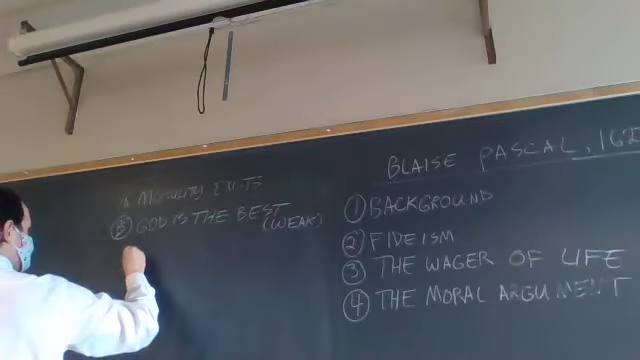 MORALITY EXISTS
Ⓑ GOD IS THE BEST
(WEAK)
BLAISE PASCAL, 162
① BACKGROUND
② FIDEISM
③ THE WAGER OF LIFE
④ THE MORAL ARGUMENT